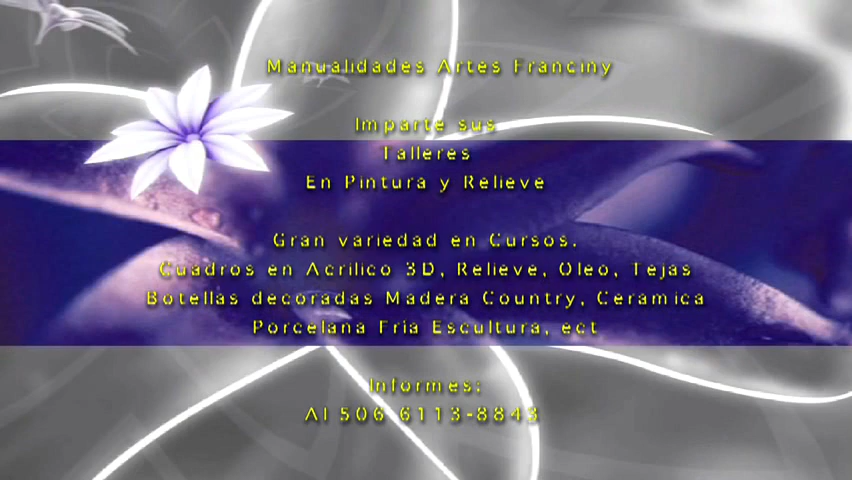 Manualidades Artes Franciny
Imparte sus
Talleres
En Pintura y Relieve
Gran variedad en Cursos.
Cuadros en Acrilico 3D, Relieve, Oleo, Tejas
Botellas decoradas Madera Country, Ceramica
Porcelana Fría Escultura, ect
Informes:
Al 506 6113-8843